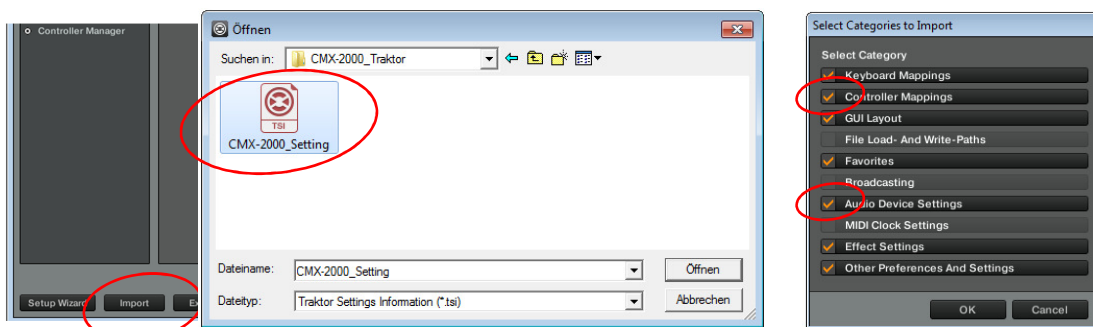 Controller Manager
Setup Wizard
Import
Öffnen
Suchen in:
CMX-2000_Traktor
TSI
CMX-2000_Setting
Dateiname:
CMX-2000_Setting
Öffnen
Dateityp:
Traktor Settings Information (*.tsi)
Abbrechen
Select Categories to Import
Select Category
Keyboard Mappings
Controller Mappings
GUI Layout
File Load- And Write-Paths
Favorites
Broadcasting
Audio Device Settings
MIDI Clock Settings
Effect Settings
Other Preferences And Settings
OK
Cancel